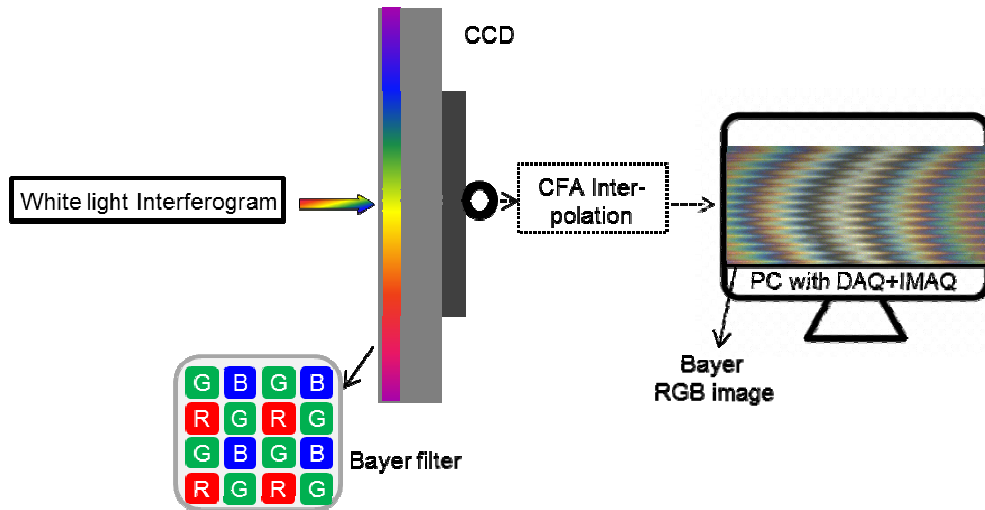 CCD
White light Interferogram
CFA Inter-
polation
PC with DAQ+IMAQ
Bayer
RGB image
G B G B
R G R G
G B G B
R G R G
Bayer filter